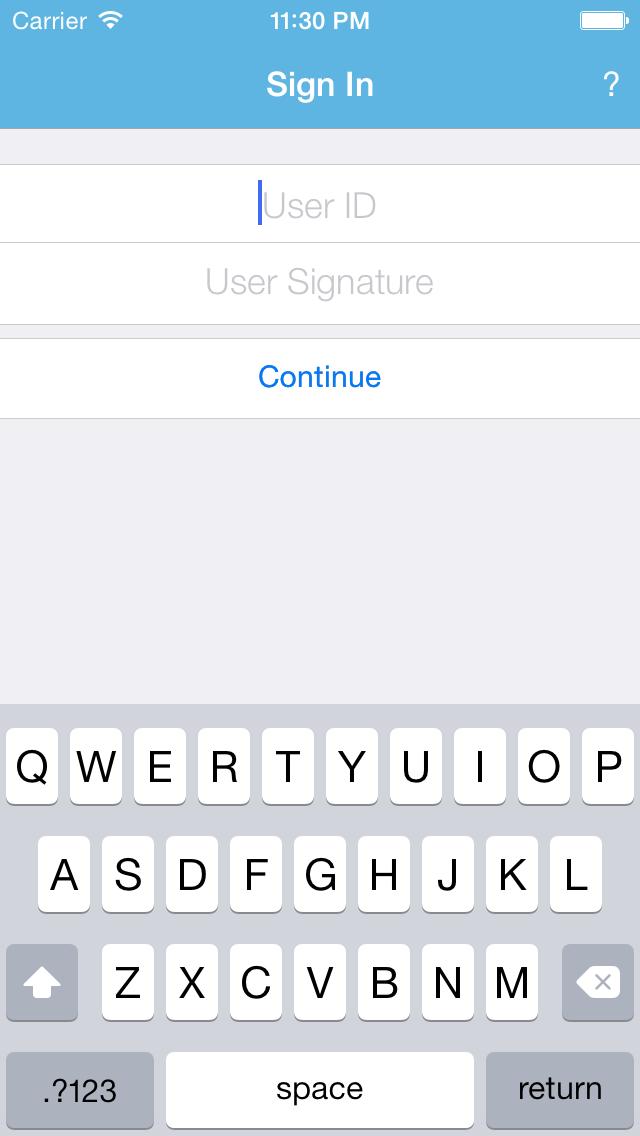 Carrier 11:30 PM
Sign In ?
User ID
User Signature
Continue
Q W E R T Y U I O P
A S D F G H J K L
Z X C V B N M
.?123 space return